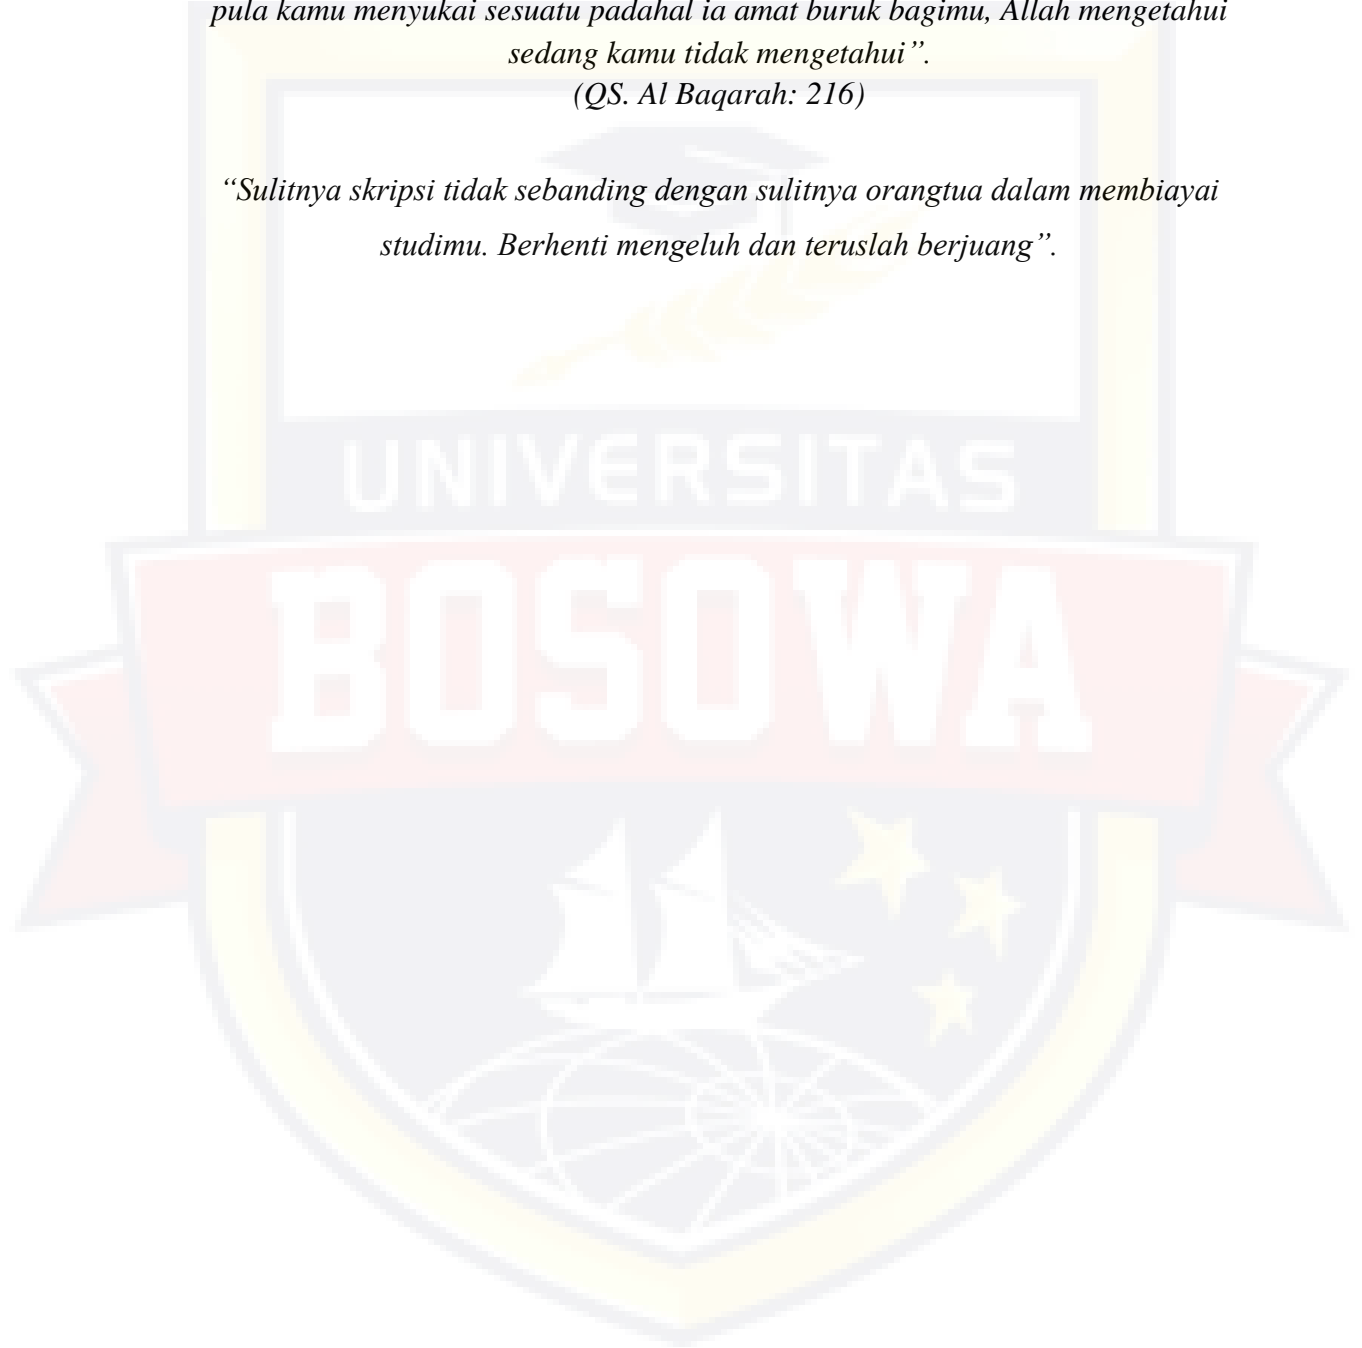 pula kamu menyukai sesuatu padahal ia amat buruk bagimu, Allah mengetahui
sedang kamu tidak mengetahui”.
(QS. Al Baqarah: 216)
“Sulitnya skripsi tidak sebanding dengan sulitnya orangtua dalam membiayai
studimu. Berhenti mengeluh dan teruslah berjuang”.
UNIVERSITAS
BOSOWA